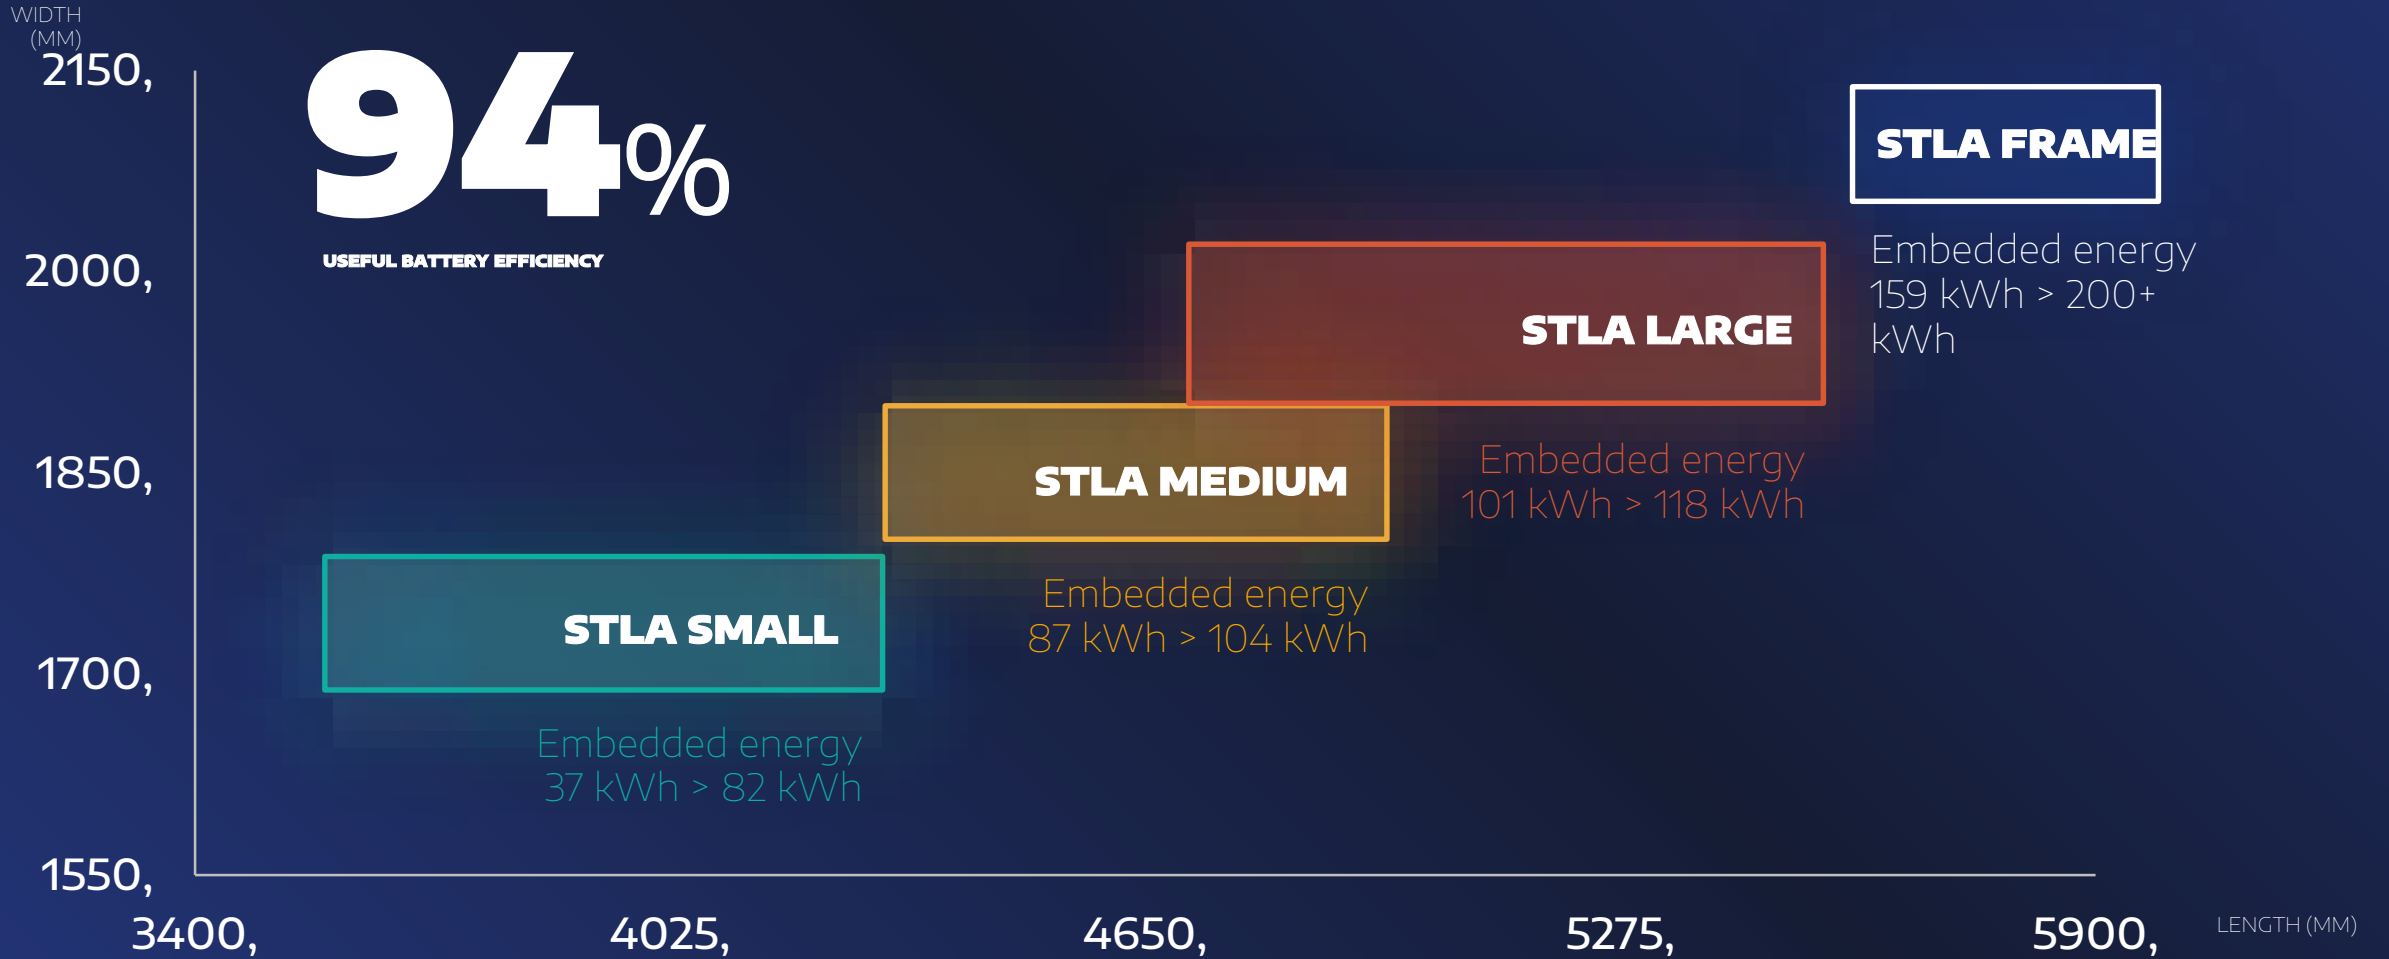 WIDTH
(MM)
2150,
94%
USEFUL BATTERY EFFICIENCY
STLA FRAME
Embedded energy
159 kWh > 200+
kWh
2000,
STLA LARGE
Embedded energy
101 kWh > 118 kWh
1850,
STLA MEDIUM
Embedded energy
87 kWh > 104 kWh
1700,
STLA SMALL
Embedded energy
37 kWh > 82 kWh
1550,
3400,
4025,
4650,
5275,
5900,
LENGTH (MM)